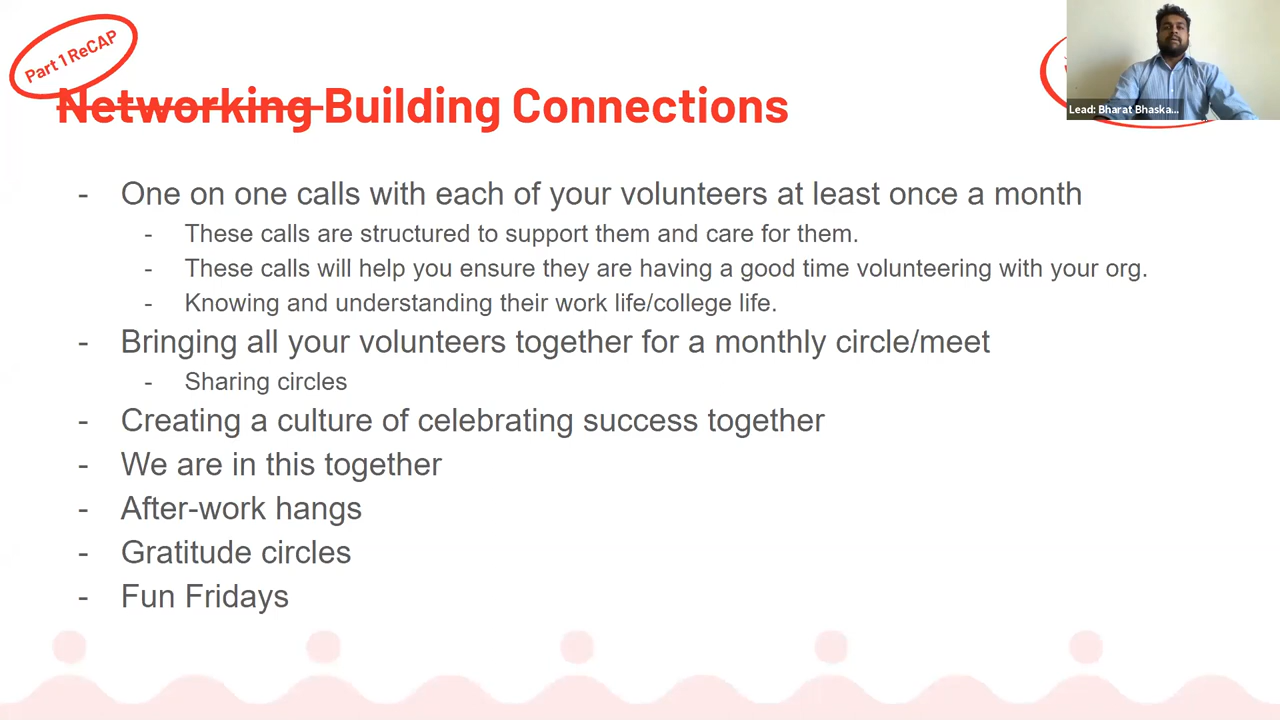 Part 1 ReCAP
Networking Building Connections
Lead: Bharat Bhaska...
- One on one calls with each of your volunteers at least once a month
- These calls are structured to support them and care for them.
- These calls will help you ensure they are having a good time volunteering with your org.
- Knowing and understanding their work life/college life.
- Bringing all your volunteers together for a monthly circle/meet
- Sharing circles
- Creating a culture of celebrating success together
- We are in this together
- After-work hangs
- Gratitude circles
- Fun Fridays